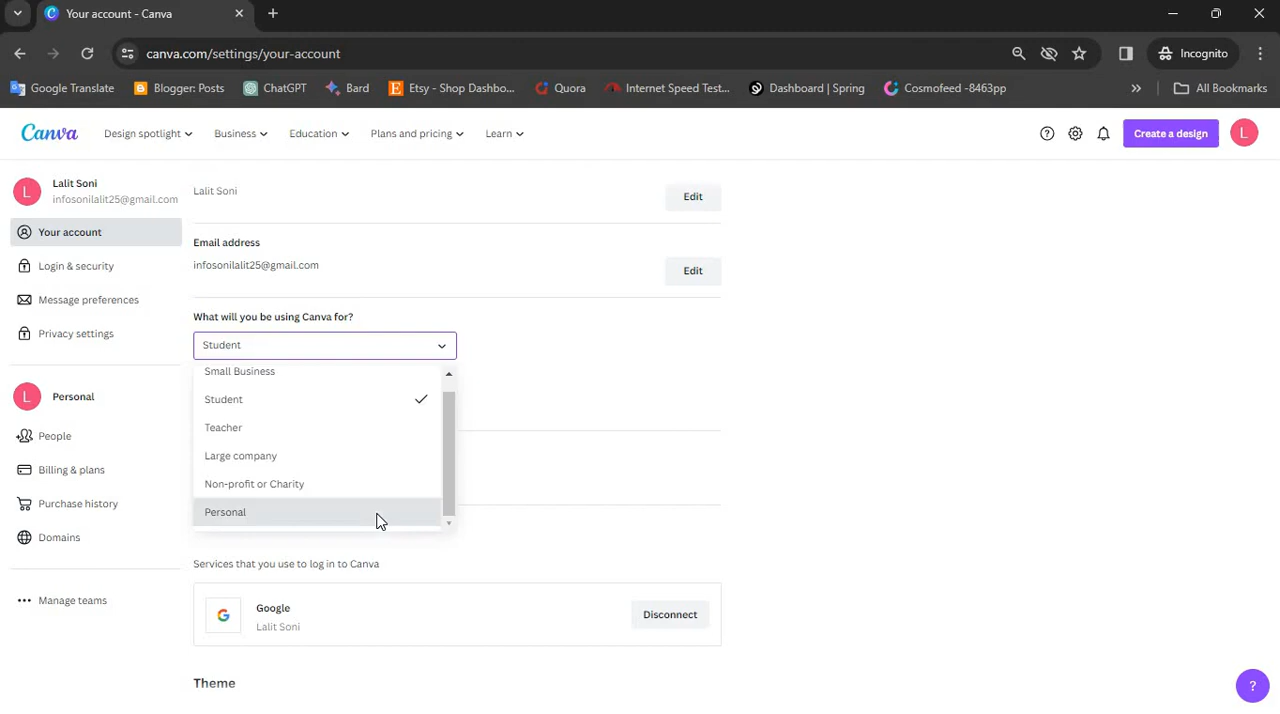 Your account - Canva
canva.com/settings/your-account
Incognito
Google Translate
Blogger: Posts
ChatGPT
Bard
Etsy - Shop Dashbo...
Quora
Internet Speed Test...
Dashboard | Spring
Cosmofeed -8463pp
All Bookmarks
Canva
Design spotlight
Business
Education
Plans and pricing
Learn
Create a design
L
L
Lalit Soni
infosonilalit25@gmail.com
Your account
Login & security
Message preferences
Privacy settings
L
Personal
People
Billing & plans
Purchase history
Domains
Manage teams
Lalit Soni
Edit
Email address
infosonilalit25@gmail.com
Edit
What will you be using Canva for?
Student
Small Business
Student
Teacher
Large company
Non-profit or Charity
Personal
Services that you use to log in to Canva
Google
Lalit Soni
Disconnect
Theme
?